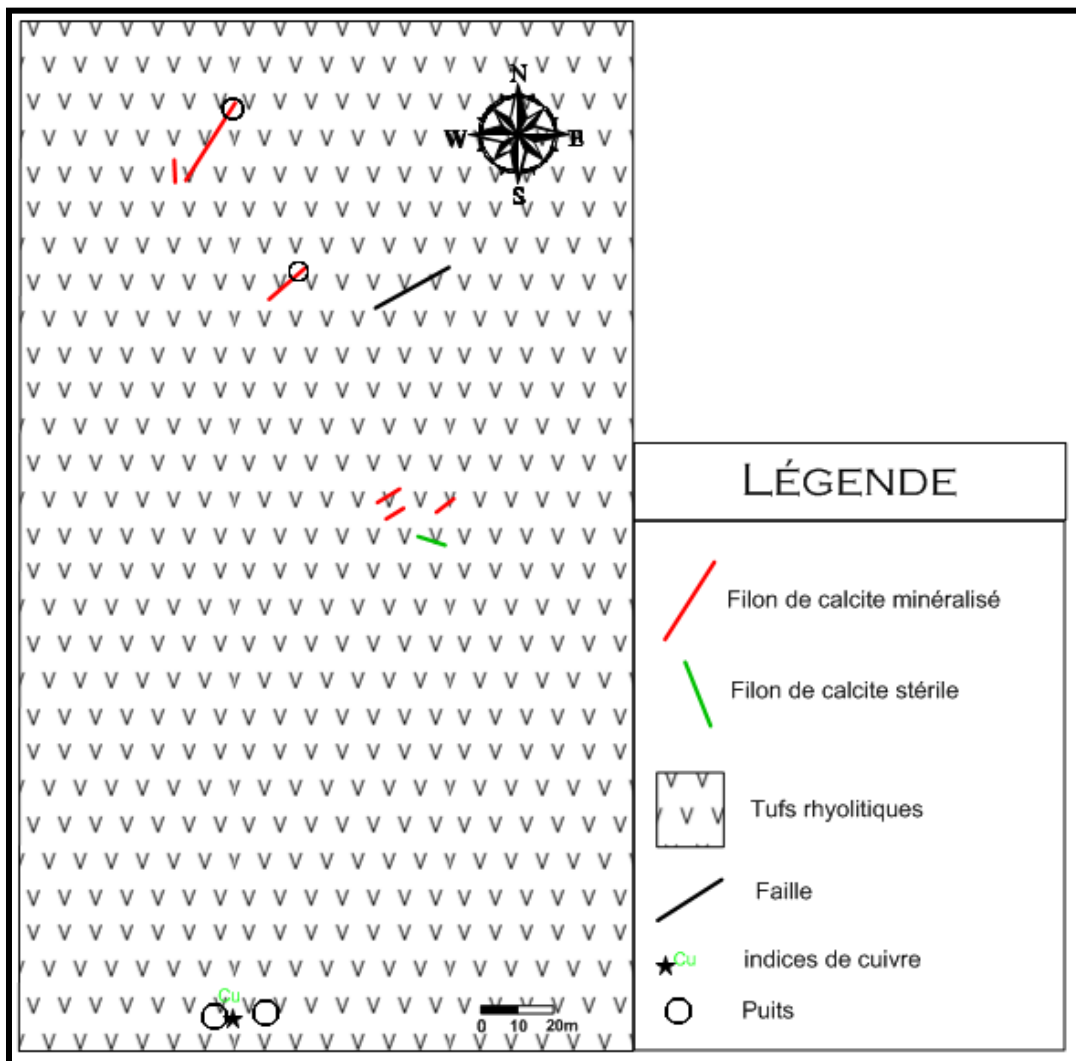 N
W E
S
LÉGENDE
Filon de calcite minéralisé
Filon de calcite stérile
Tufs rhyolitiques
Faille
Cu indices de cuivre
Puits
Cu
0 10 20m